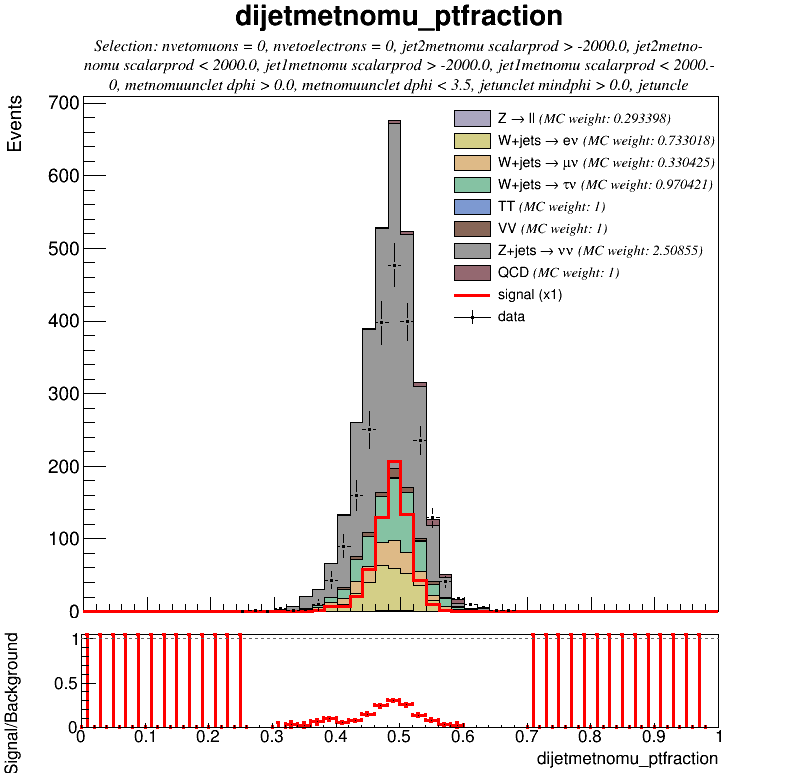 dijetmetnomu_ptfraction
Selection: nvetomuons = 0, nvetoelectrons = 0, jet2metnomu scalarprod > -2000.0, jet2metno-
nomu scalarprod < 2000.0, jet1metnomu scalarprod > -2000.0, jet1metnomu scalarprod < 2000.-
0, metnomuunclet dphi > 0.0, metnomuunclet dphi < 3.5, jetunclet mindphi > 0.0, jetuncle
Events
700
600
500
400
300
200
100
0
Z → ll (MC weight: 0.293398)
W+jets → eν (MC weight: 0.733018)
W+jets → μν (MC weight: 0.330425)
W+jets → τν (MC weight: 0.970421)
TT (MC weight: 1)
VV (MC weight: 1)
Z+jets → νν (MC weight: 2.50855)
QCD (MC weight: 1)
signal (x1)
data
Signal/Background
1
0.5
0
0 0.1 0.2 0.3 0.4 0.5 0.6 0.7 0.8 0.9 1
dijetmetnomu_ptfraction